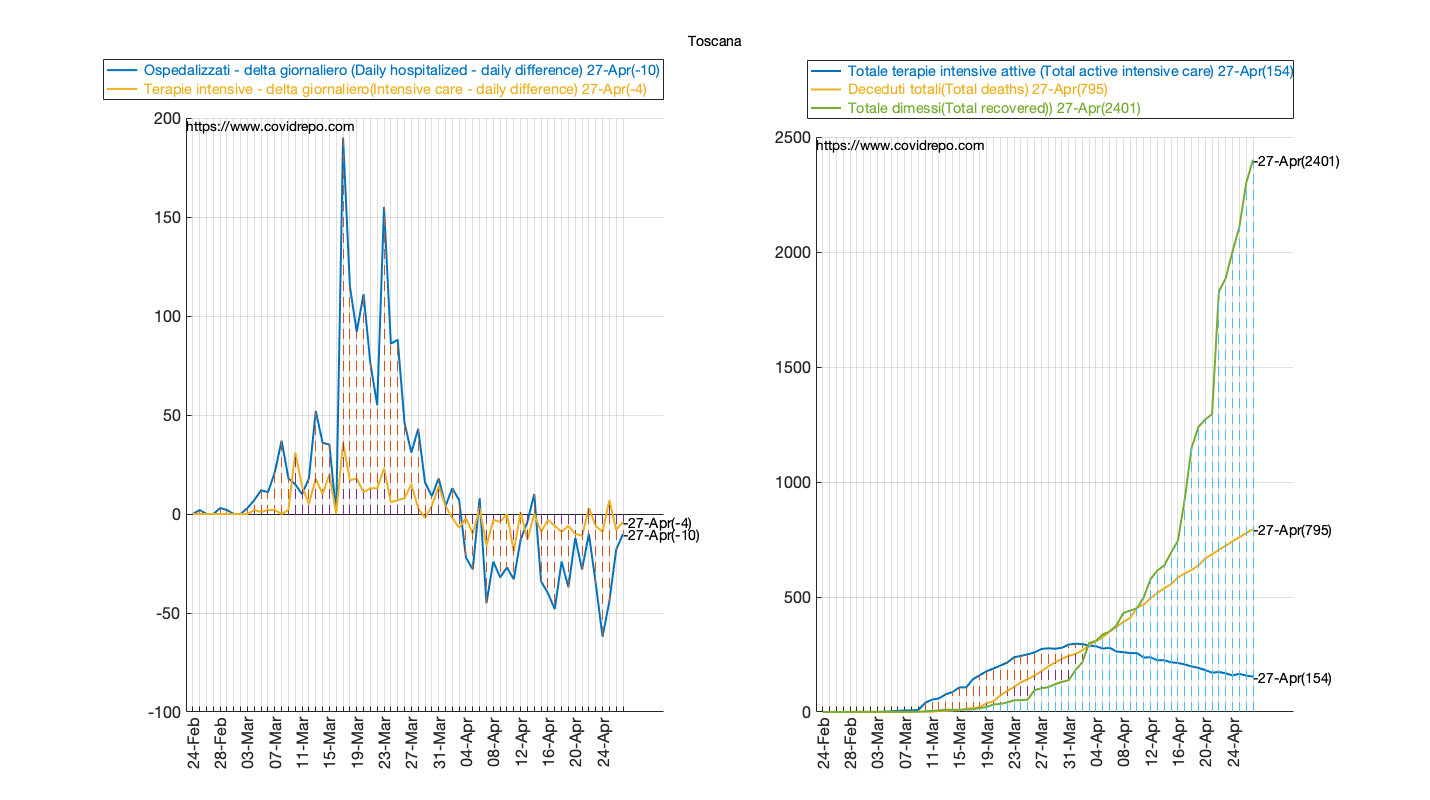 Toscana
Ospedalizzati - delta giornaliero (Daily hospitalized - daily difference) 27-Apr(-10)
Terapie intensive - delta giornaliero(Intensive care - daily difference) 27-Apr(-4)
200
https://www.covidrepo.com
150
100
50
0
-27-Apr(-4)
-27-Apr(-10)
-50
-100
24-Feb
28-Feb
03-Mar
07-Mar
11-Mar
15-Mar
19-Mar
23-Mar
27-Mar
31-Mar
04-Apr
08-Apr
12-Apr
16-Apr
20-Apr
24-Apr
Totale terapie intensive attive (Total active intensive care) 27-Apr(154)
Deceduti totali(Total deaths) 27-Apr(795)
Totale dimessi(Total recovered)) 27-Apr(2401)
2500
https://www.covidrepo.com
-27-Apr(2401)
2000
1500
1000
-27-Apr(795)
500
-27-Apr(154)
0
24-Feb
28-Feb
03-Mar
07-Mar
11-Mar
15-Mar
19-Mar
23-Mar
27-Mar
31-Mar
04-Apr
08-Apr
12-Apr
16-Apr
20-Apr
24-Apr